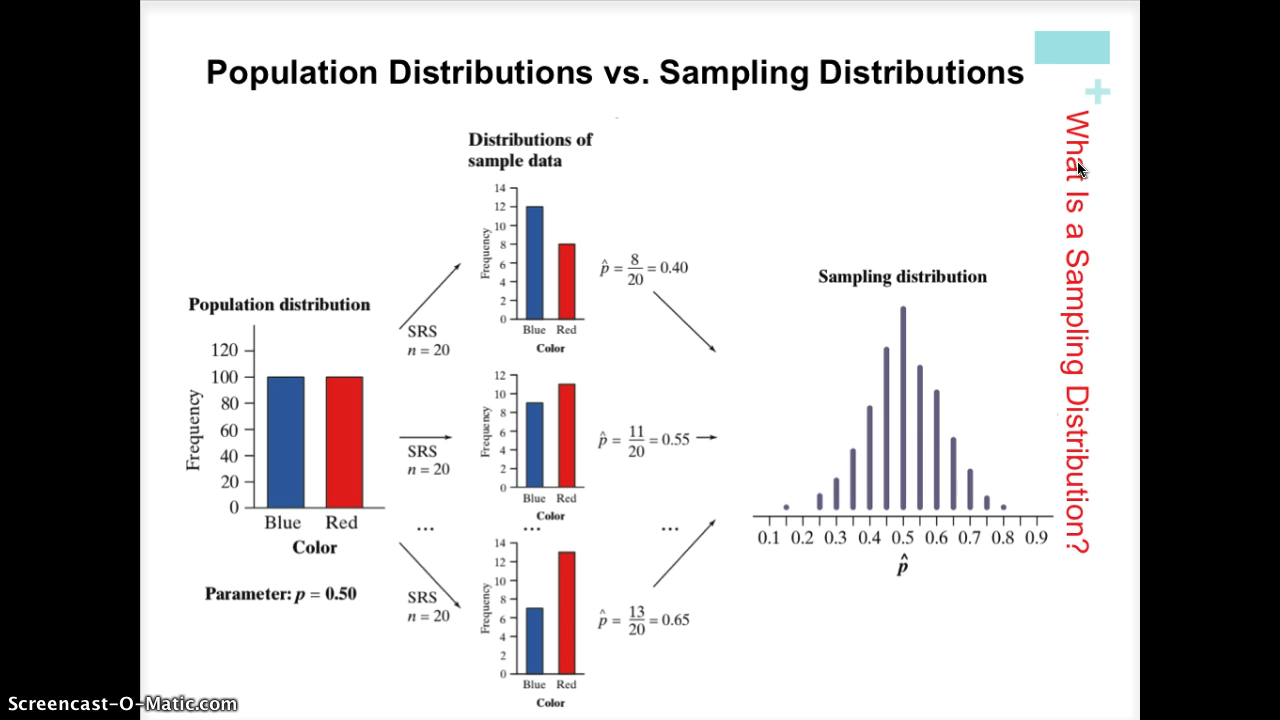 Population Distributions vs. Sampling Distributions
What Is a Sampling Distribution?
Population distribution
Frequency
120
100
80
60
40
20
0
Blue Red
Color
Parameter: p = 0.50
SRS
n = 20
SRS
n = 20
...
SRS
n = 20
Distributions of
sample data
Frequency
14
12
10
8
6
4
2
0
Blue Red
Color
p̂ = 8/20 = 0.40
Frequency
12
10
8
6
4
2
0
Blue Red
Color
p̂ = 11/20 = 0.55
...
...
Frequency
14
12
10
8
6
4
2
0
Blue Red
Color
p̂ = 13/20 = 0.65
Sampling distribution
0.1 0.2 0.3 0.4 0.5 0.6 0.7 0.8 0.9
p̂
Screencast-O-Matic.com